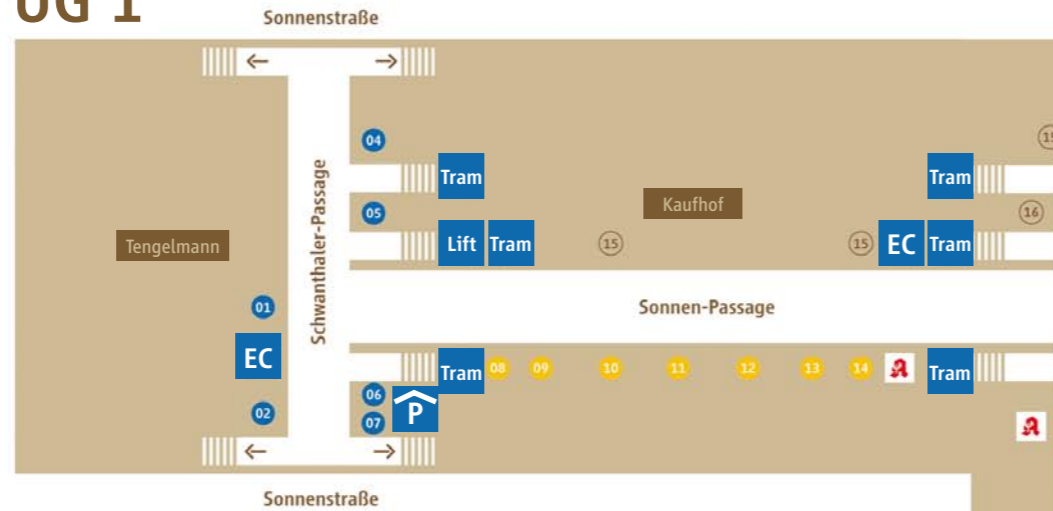 UG 1
Sonnenstraße
← →
04
Tram
Tram
15
05
Kaufhof
16
Tengelmann
Schwanthaler-Passage
Lift
Tram
15
15
EC
Tram
01
Sonnen-Passage
EC
Tram
08
09
10
11
12
13
14
A
Tram
06
P
02
07
A
← →
Sonnenstraße